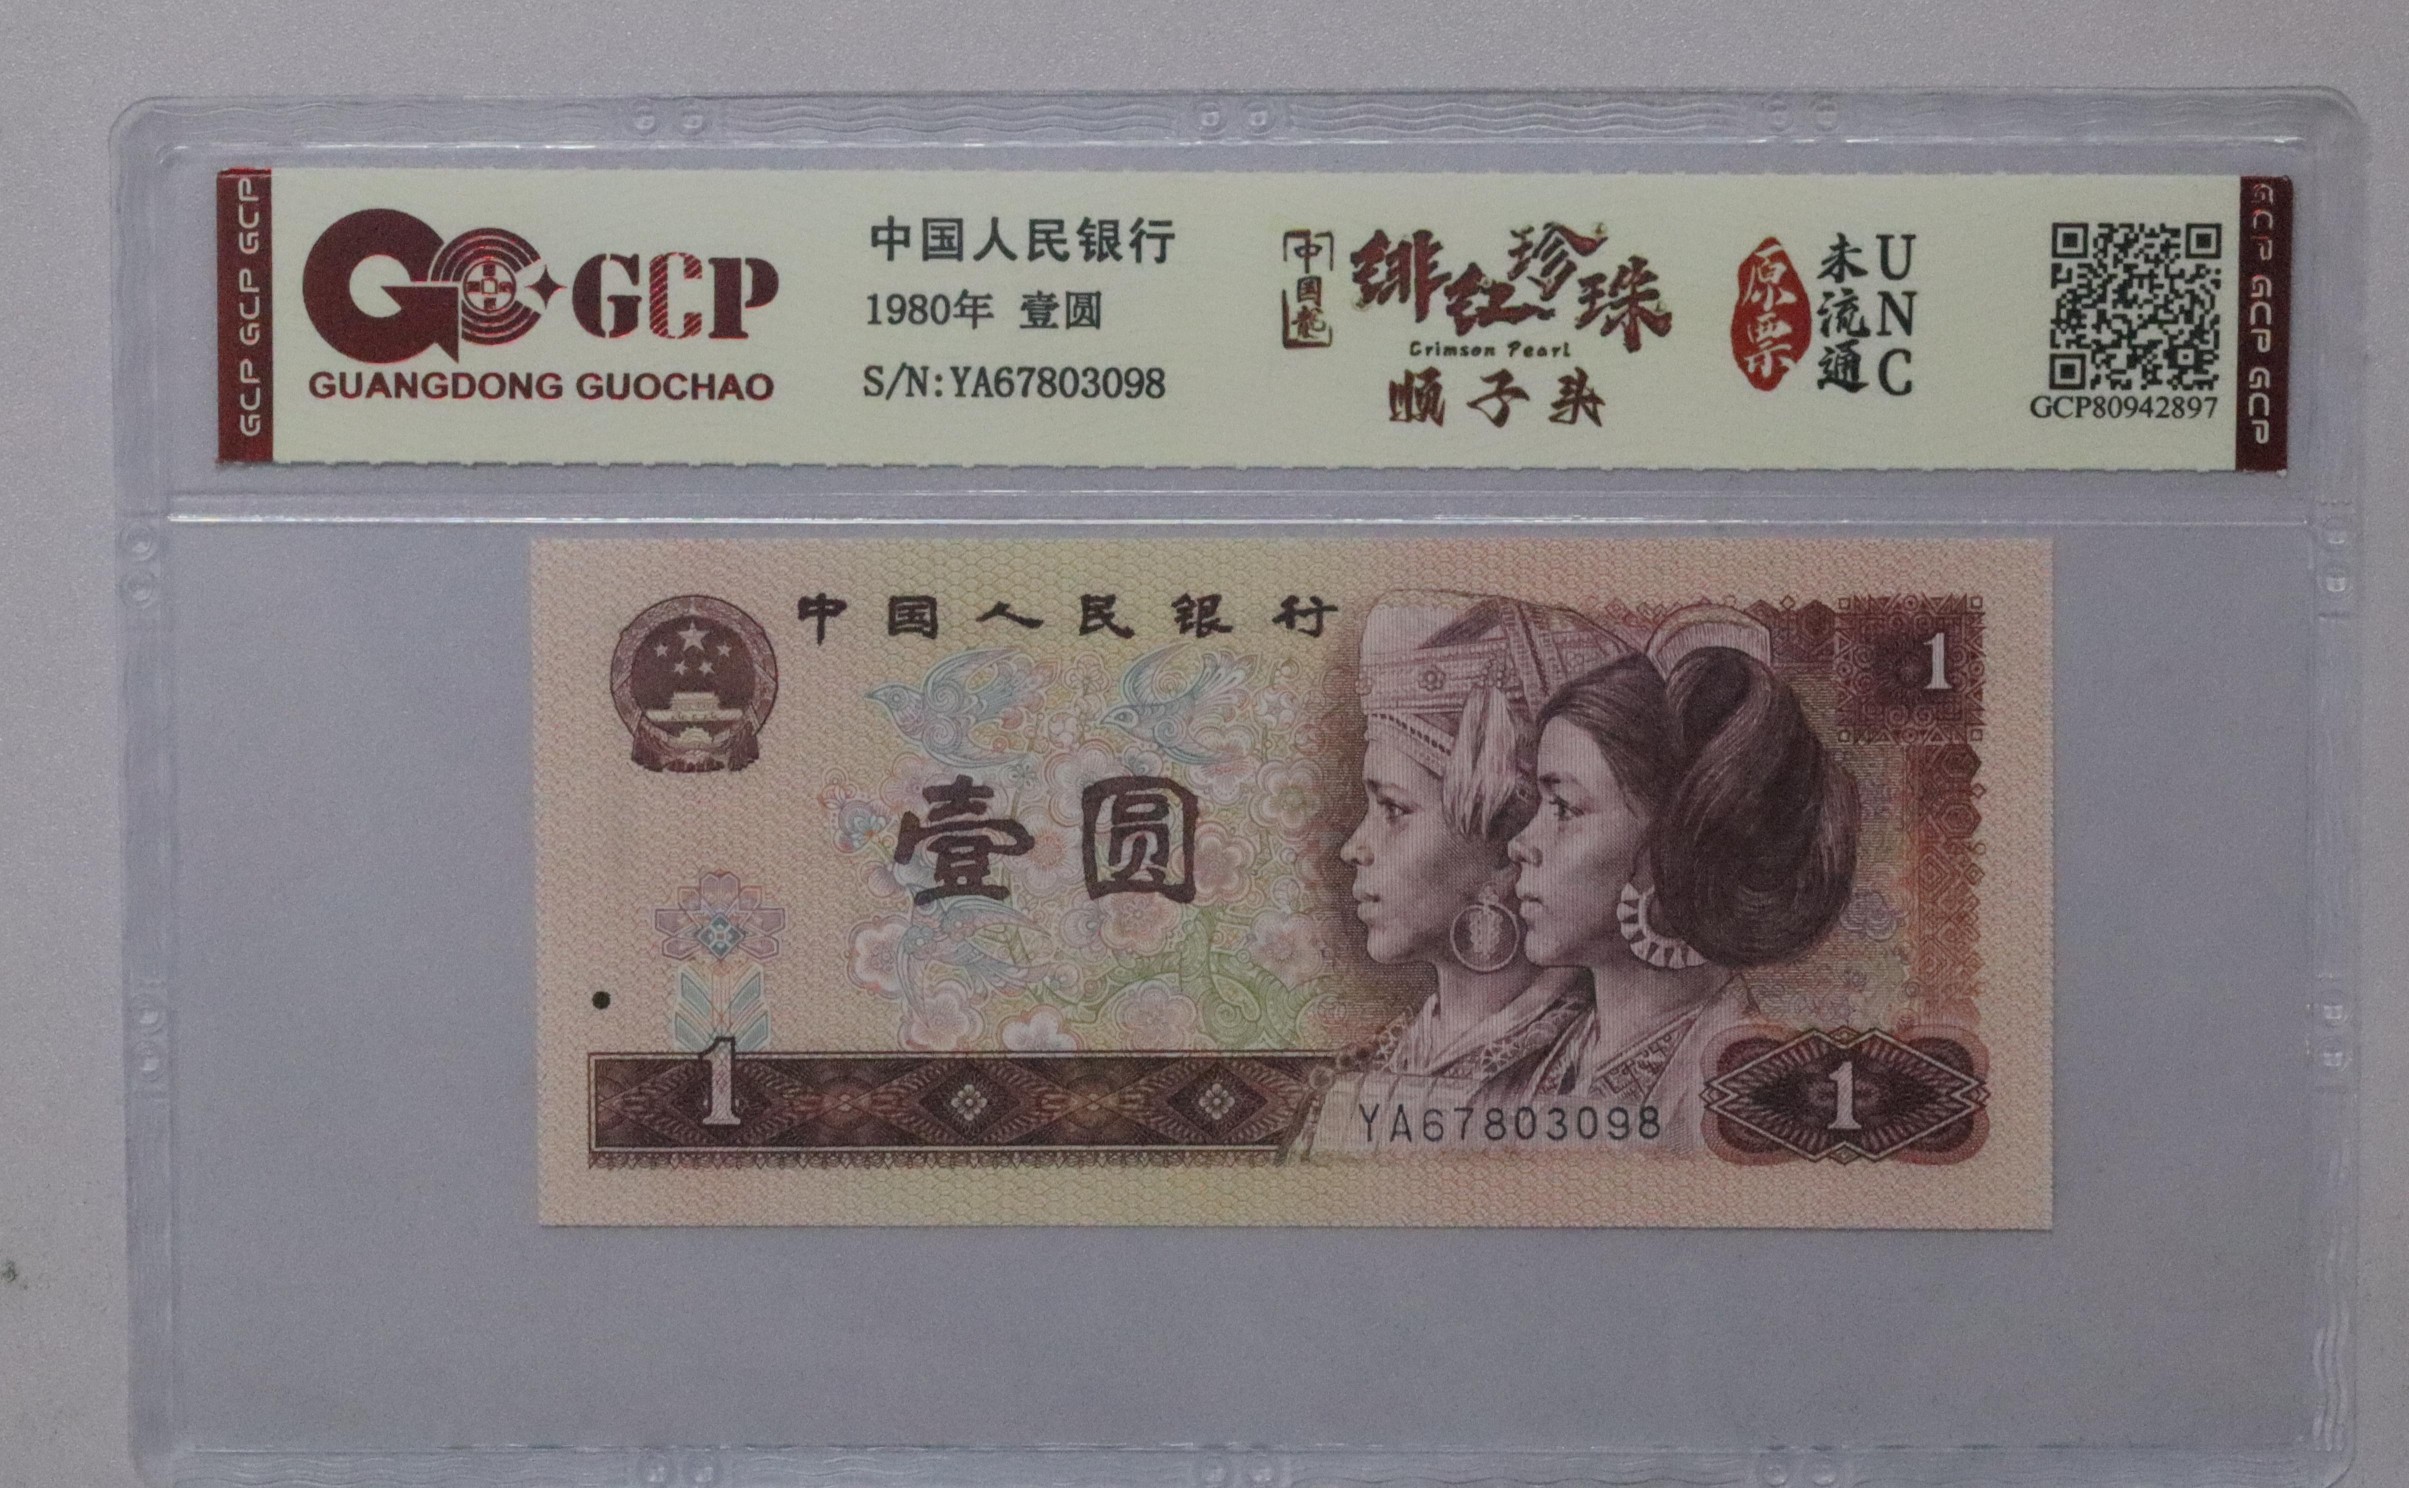 GCP GCP GCP
GCP
GUANGDONG GUOCHAO
中国人民银行
1980年 壹圆
S/N:YA67803098
中国龙
绯红珍珠
Crimson Pearl
顺子头
原票
未流通
UNC
GCP80942897
GCP GCP GCP
中国人民银行
1
壹圆
1
YA67803098
1